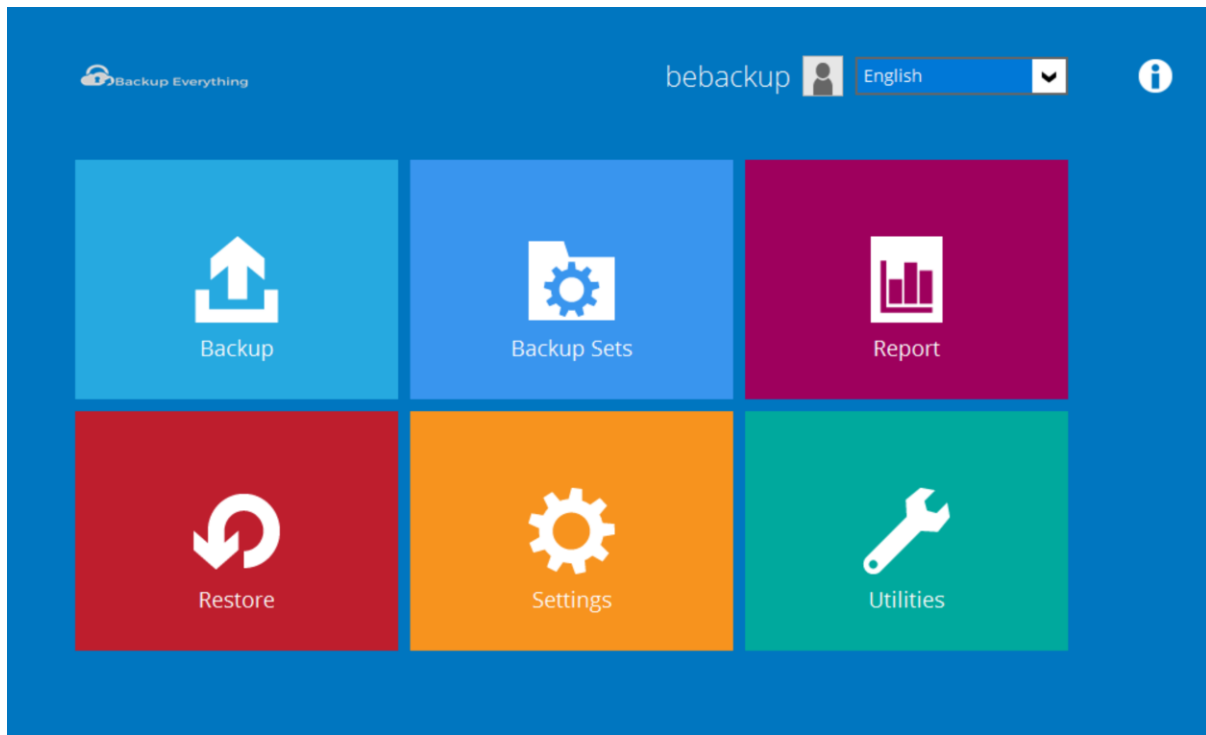 Backup Everything
bebackup
English
Backup
Backup Sets
Report
Restore
Settings
Utilities